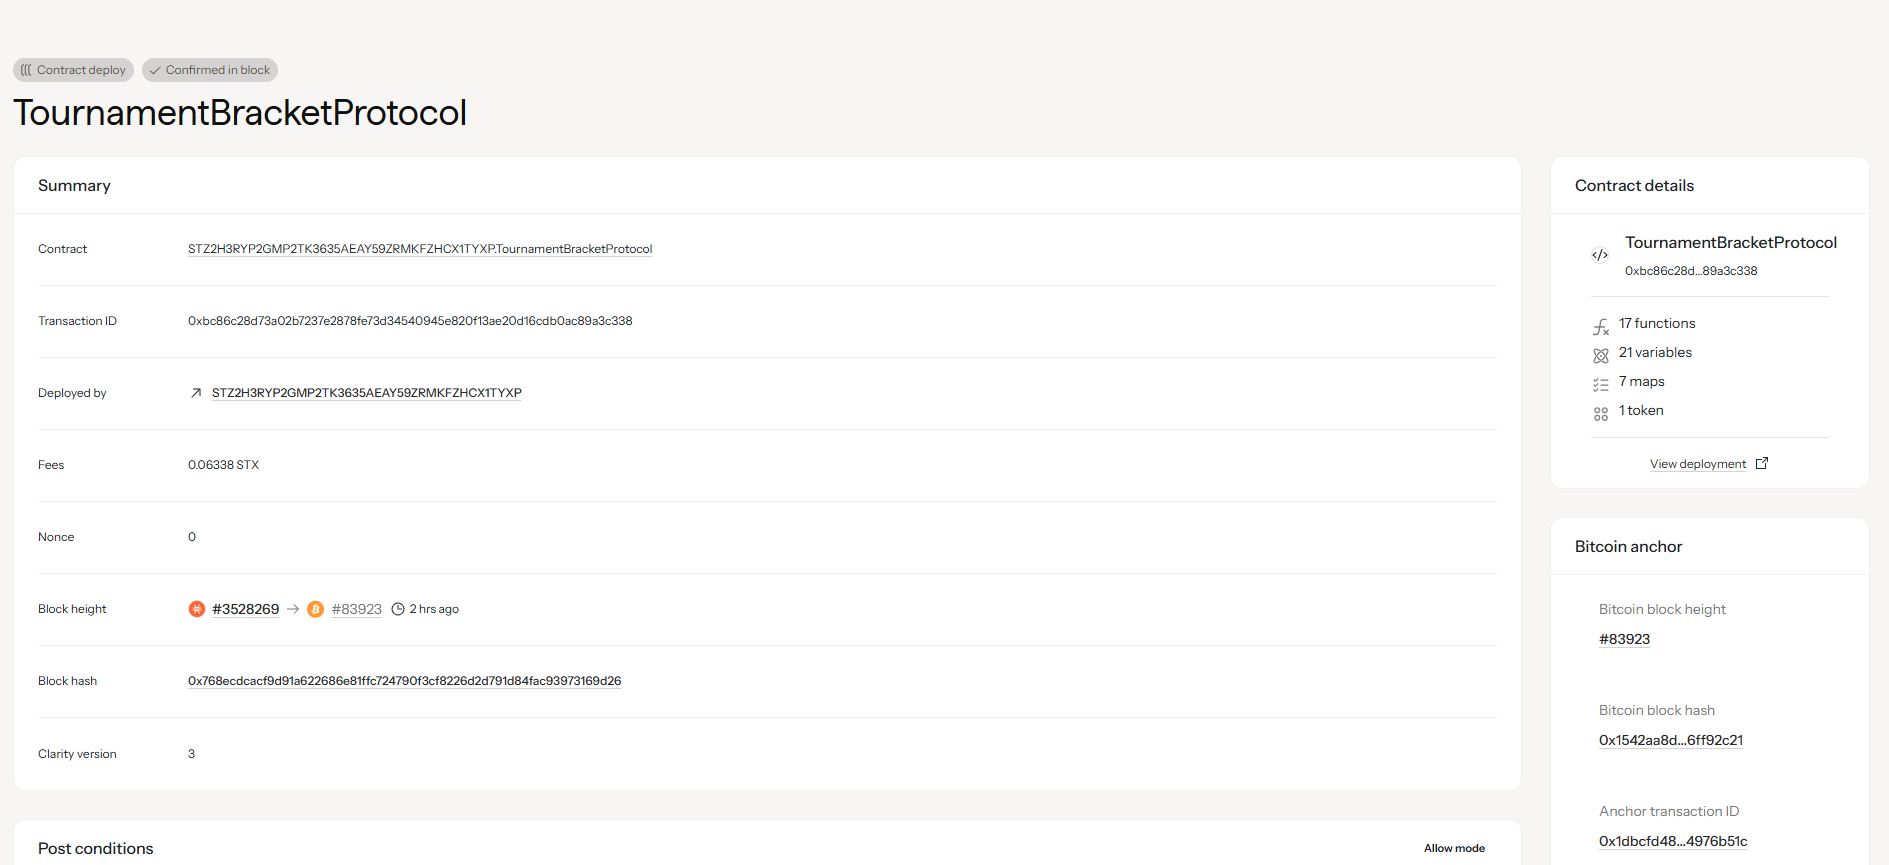 Contract deploy
Confirmed in block
TournamentBracketProtocol
Summary
Contract
STZ2H3RYP2GMP2TK3635AEAY59ZRMKFZHCX1TYXP.TournamentBracketProtocol
Transaction ID
0xbc86c28d73a02b7237e2878fe73d34540945e820f13ae20d16cdb0ac89a3c338
Deployed by
STZ2H3RYP2GMP2TK3635AEAY59ZRMKFZHCX1TYXP
Fees
0.06338 STX
Nonce
0
Block height
#3528269 → #83923 2 hrs ago
Block hash
0x768ecdcacf9d91a622686e81ffc724790f3cf8226d2d791d84fac93973169d26
Clarity version
3
Post conditions
Allow mode
Contract details
TournamentBracketProtocol
0xbc86c28d...89a3c338
17 functions
21 variables
7 maps
1 token
View deployment
Bitcoin anchor
Bitcoin block height
#83923
Bitcoin block hash
0x1542aa8d...6ff92c21
Anchor transaction ID
0x1dbcfd48...4976b51c